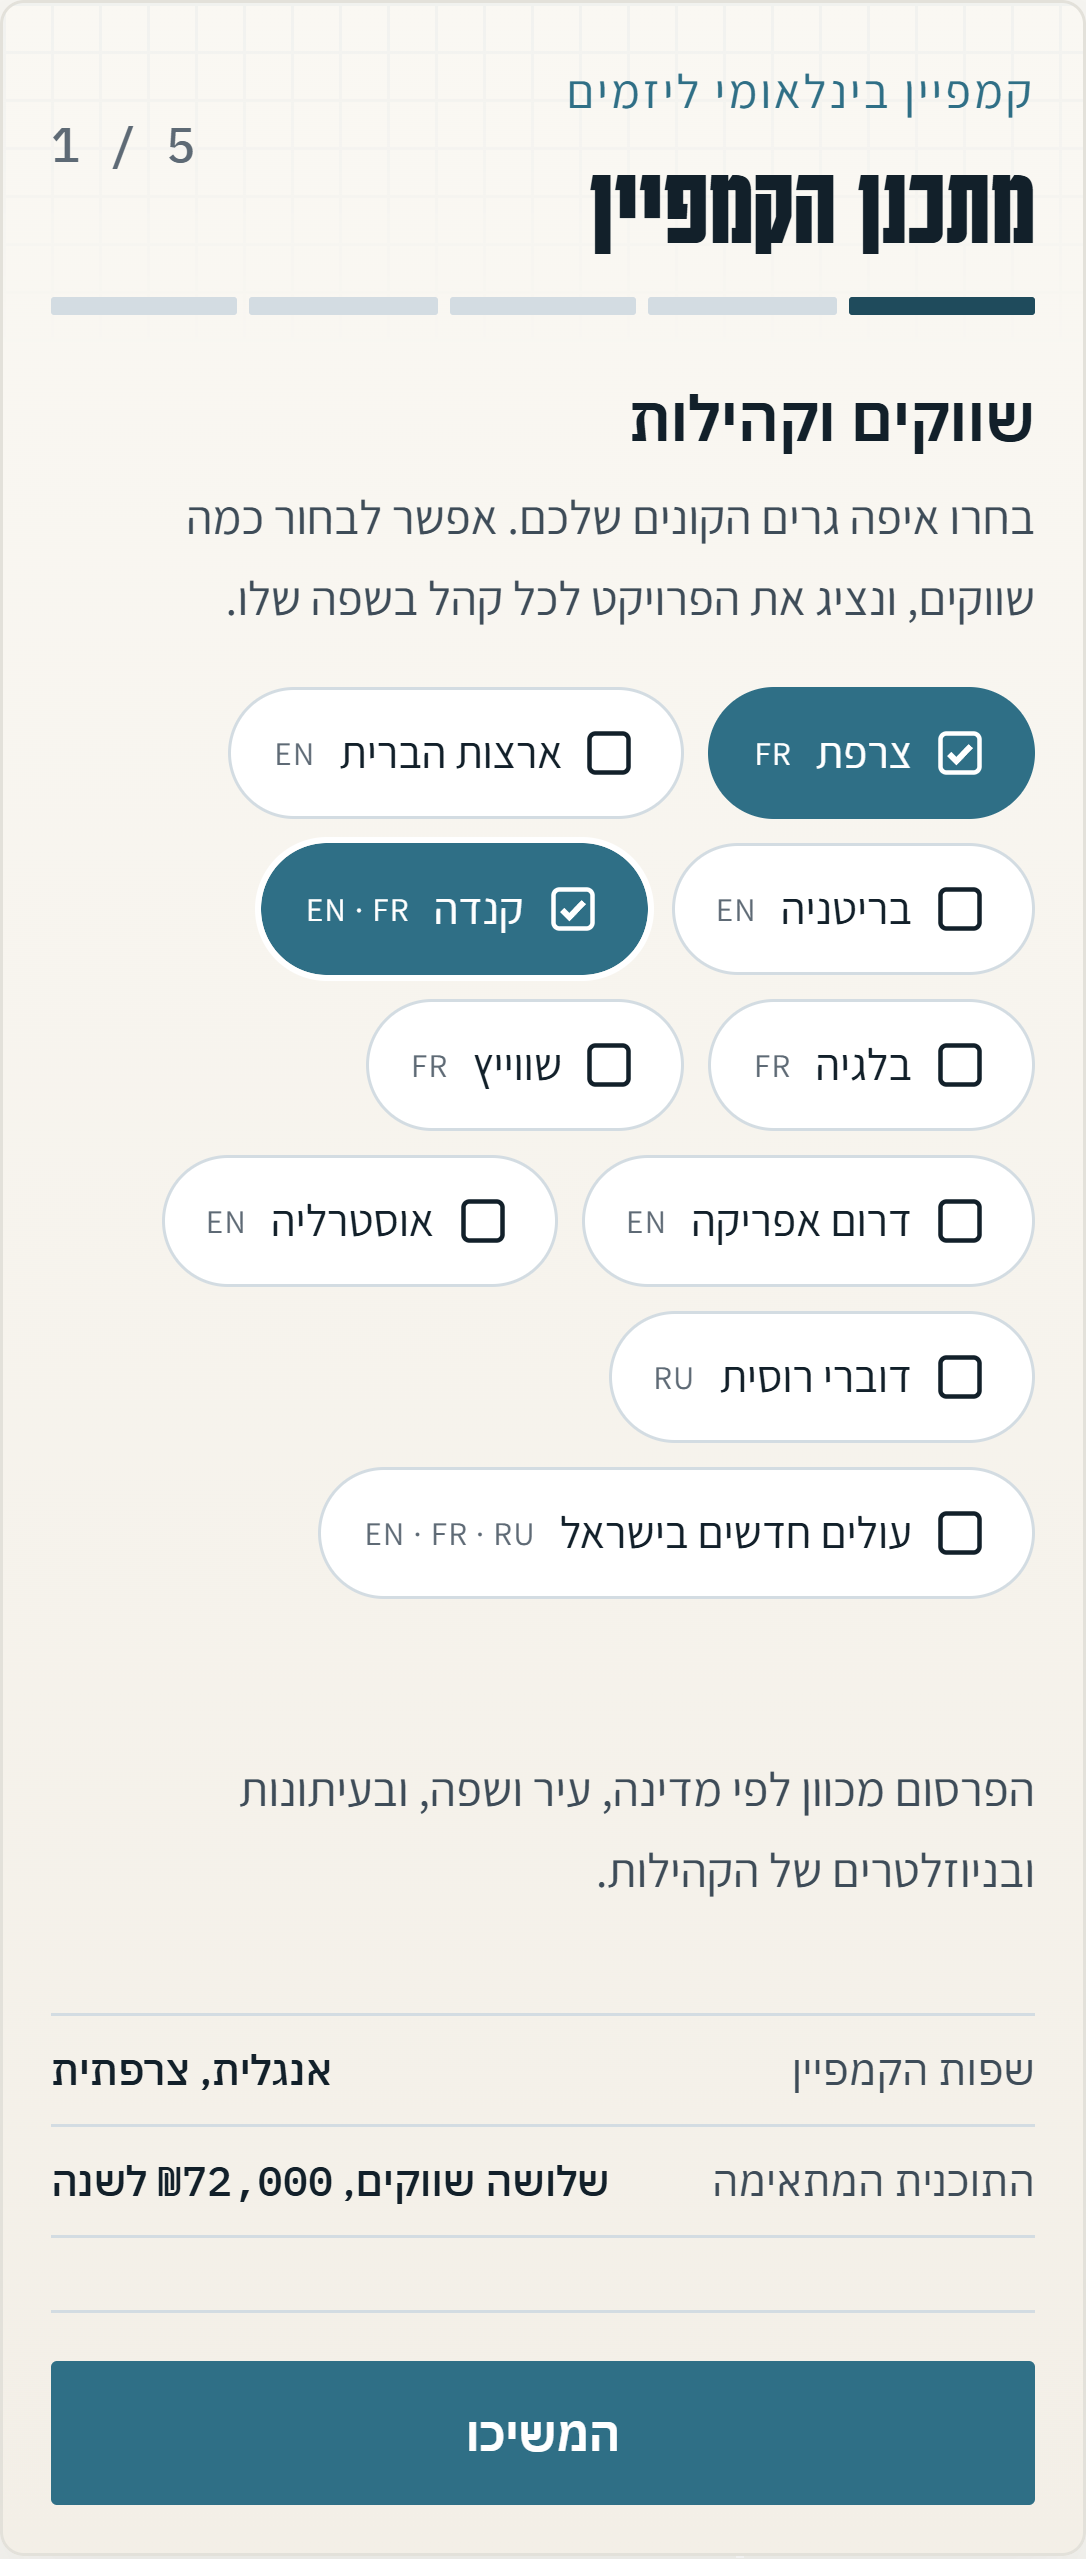 קמפיין בינלאומי ליזמים
מתכנן הקמפיין
1 / 5
שווקים וקהילות
בחרו איפה גרים הקונים שלכם. אפשר לבחור כמה
שווקים, ונציג את הפרויקט לכל קהל בשפה שלו.
צרפת FR
ארצות הברית EN
בריטניה EN
קנדה EN · FR
בלגיה FR
שווייץ FR
דרום אפריקה EN
אוסטרליה EN
דוברי רוסית RU
עולים חדשים בישראל EN · FR · RU
הפרסום מכוון לפי מדינה, עיר ושפה, ובעיתונות
ובניוזלטרים של הקהילות.
שפות הקמפיין אנגלית, צרפתית
התוכנית המתאימה שלושה שווקים, ₪72,000 לשנה
המשיכו